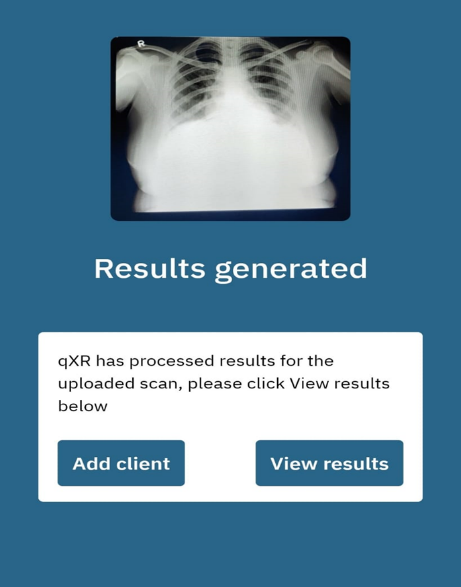 R
Results generated
qXR has processed results for the
uploaded scan, please click View results
below
Add client
View results